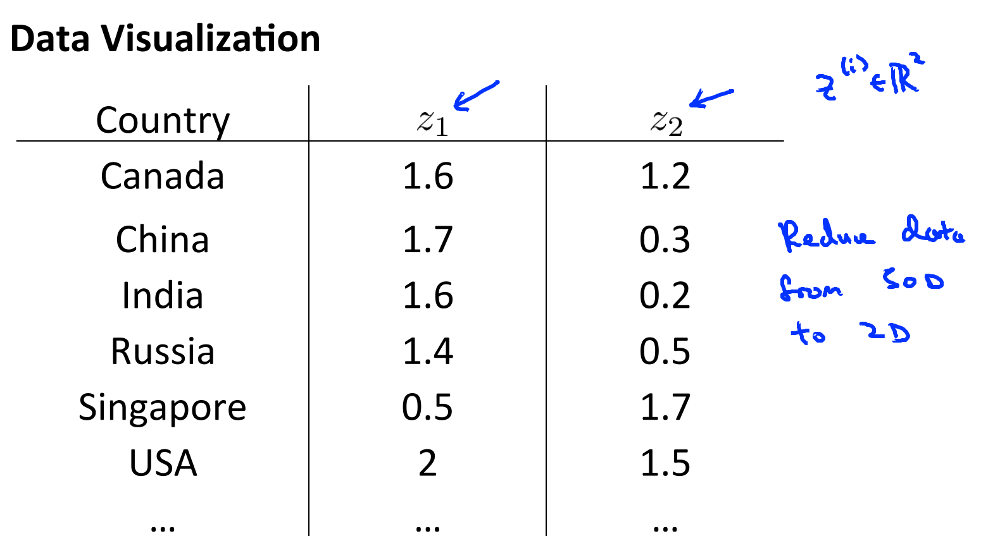 Data Visualization
z^(i) ∈ ℝ^2
Country z_1 z_2
Canada 1.6 1.2
China 1.7 0.3
India 1.6 0.2
Russia 1.4 0.5
Singapore 0.5 1.7
USA 2 1.5
... ... ...
Reduce data
from 50D
to 2D